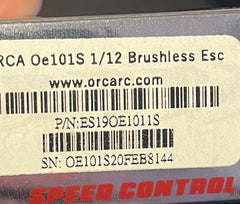 RCA Oe101S 1/12 Brushless Esc
www.orcarc.com
P/N:ES19OE1011S
SN: OE101S20FEB8144
SPEED CONTROL